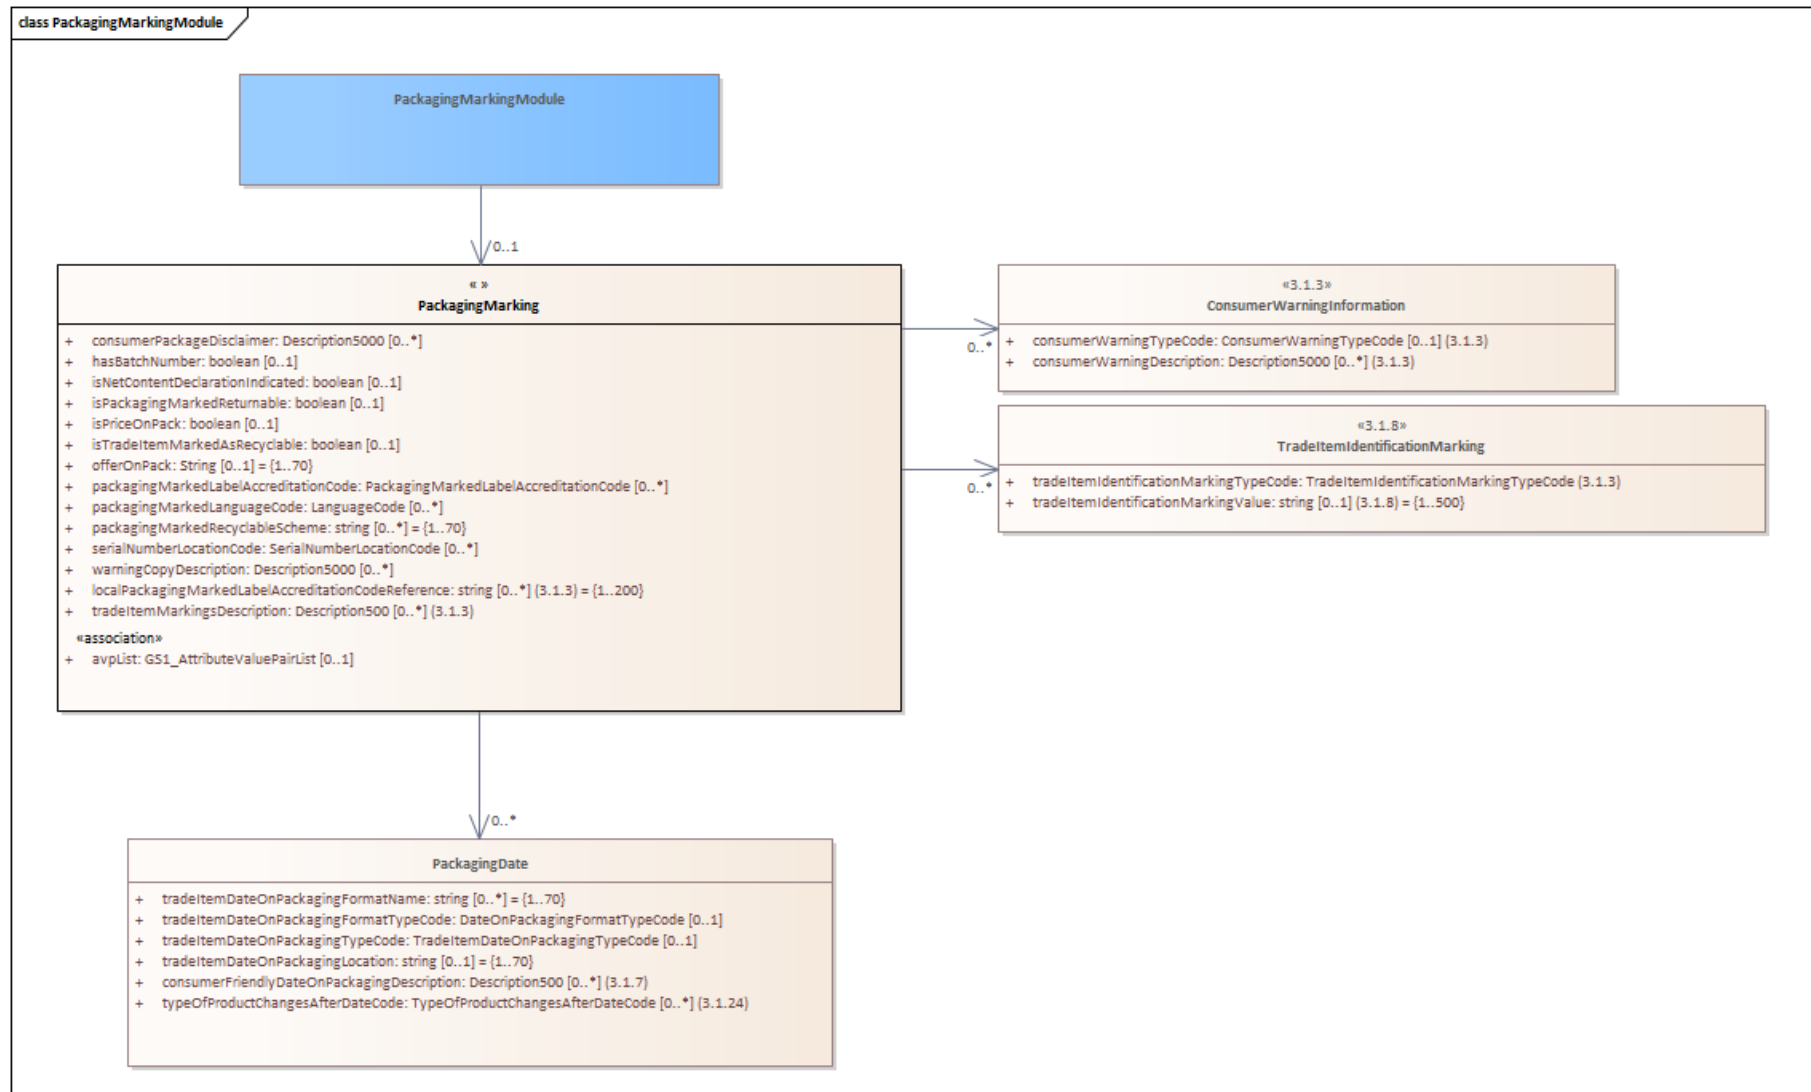 class PackagingMarkingModule
PackagingMarkingModule
0..1
« »
PackagingMarking
+ consumerPackageDisclaimer: Description5000 [0..*]
+ hasBatchNumber: boolean [0..1]
+ isNetContentDeclarationIndicated: boolean [0..1]
+ isPackagingMarkedReturnable: boolean [0..1]
+ isPriceOnPack: boolean [0..1]
+ isTradeItemMarkedAsRecyclable: boolean [0..1]
+ offerOnPack: String [0..1] = {1..70}
+ packagingMarkedLabelAccreditationCode: PackagingMarkedLabelAccreditationCode [0..*]
+ packagingMarkedLanguageCode: LanguageCode [0..*]
+ packagingMarkedRecyclableScheme: string [0..*] = {1..70}
+ serialNumberLocationCode: SerialNumberLocationCode [0..*]
+ warningCopyDescription: Description5000 [0..*]
+ localPackagingMarkedLabelAccreditationCodeReference: string [0..*] (3.1.3) = {1..200}
+ tradeItemMarkingsDescription: Description500 [0..*] (3.1.3)
«association»
+ avpList: GS1_AttributeValuePairList [0..1]
0..*
«3.1.3»
ConsumerWarningInformation
+ consumerWarningTypeCode: ConsumerWarningTypeCode [0..1] (3.1.3)
+ consumerWarningDescription: Description5000 [0..*] (3.1.3)
0..*
«3.1.8»
TradeItemIdentificationMarking
+ tradeItemIdentificationMarkingTypeCode: TradeItemIdentificationMarkingTypeCode (3.1.3)
+ tradeItemIdentificationMarkingValue: string [0..1] (3.1.8) = {1..500}
0..*
PackagingDate
+ tradeItemDateOnPackagingFormatName: string [0..*] = {1..70}
+ tradeItemDateOnPackagingFormatTypeCode: DateOnPackagingFormatTypeCode [0..1]
+ tradeItemDateOnPackagingTypeCode: TradeItemDateOnPackagingTypeCode [0..1]
+ tradeItemDateOnPackagingLocation: string [0..1] = {1..70}
+ consumerFriendlyDateOnPackagingDescription: Description500 [0..*] (3.1.7)
+ typeOfProductChangesAfterDateCode: TypeOfProductChangesAfterDateCode [0..*] (3.1.24)